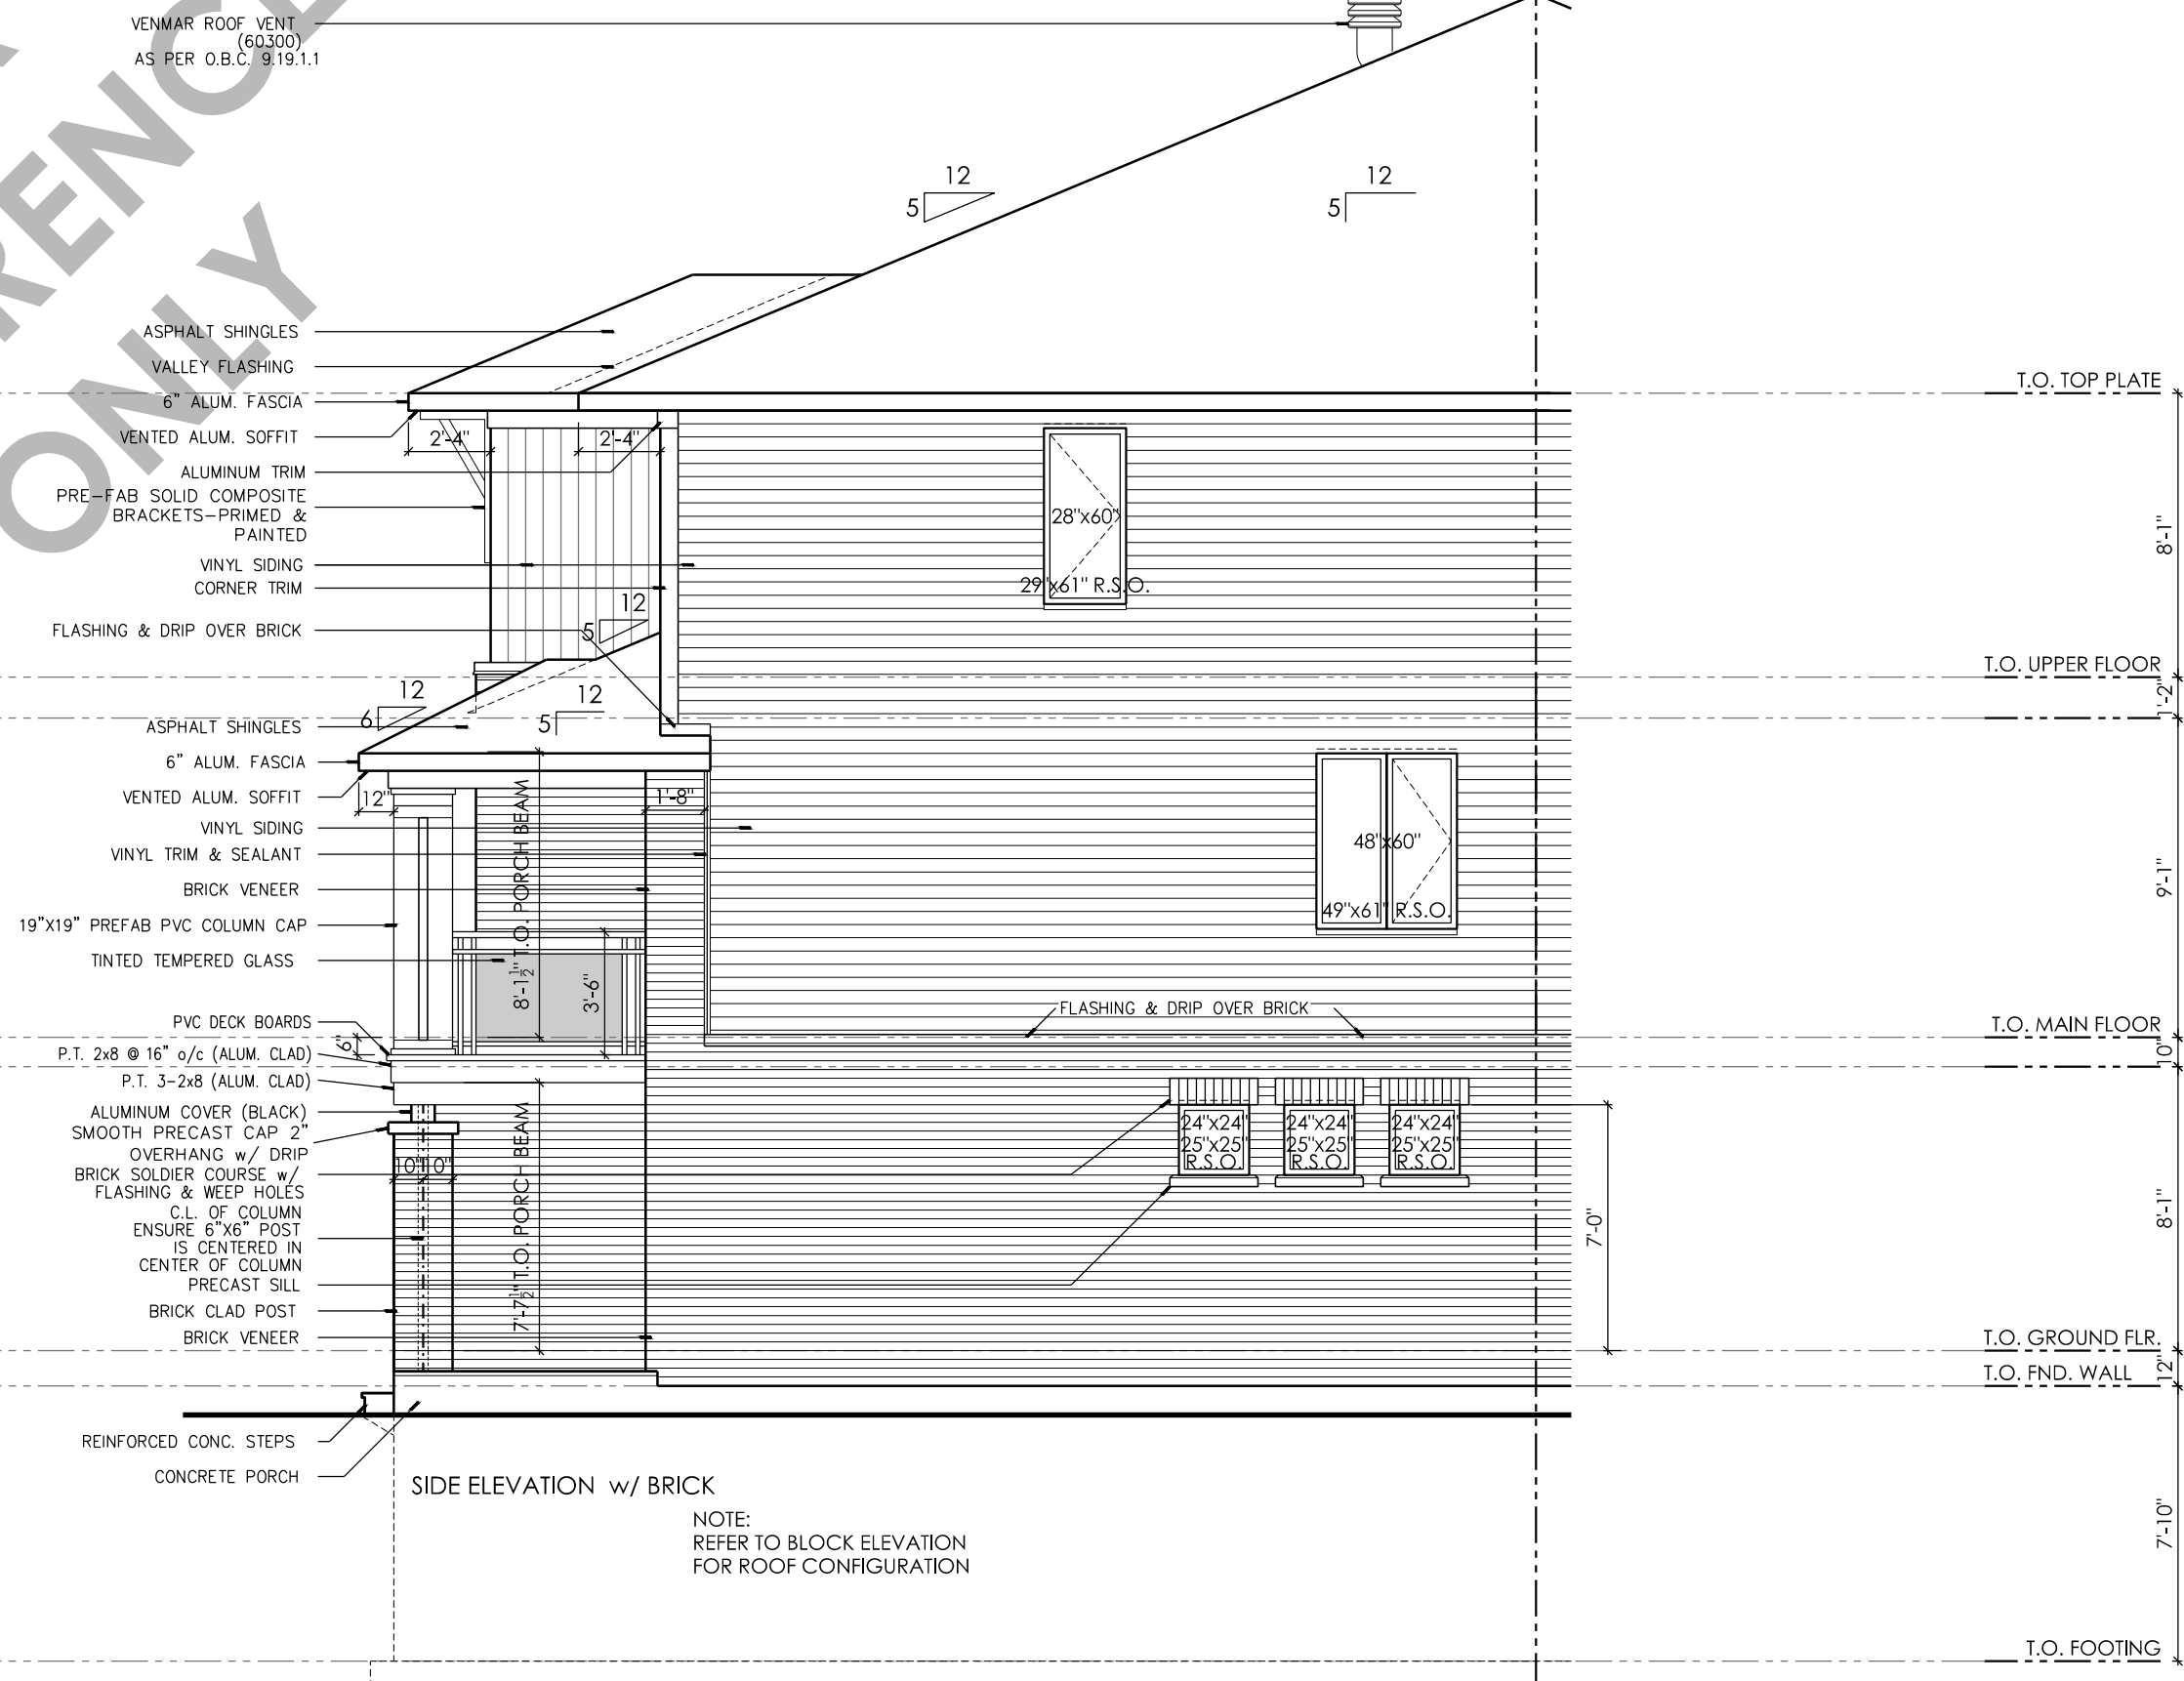 VENMAR ROOF VENT
(60300)
AS PER O.B.C. 9.19.1.1
RENCE
ONLY
12
5
12
5
ASPHALT SHINGLES
VALLEY FLASHING
6" ALUM. FASCIA
VENTED ALUM. SOFFIT
ALUMINUM TRIM
PRE-FAB SOLID COMPOSITE
BRACKETS-PRIMED &
PAINTED
VINYL SIDING
CORNER TRIM
FLASHING & DRIP OVER BRICK
ASPHALT SHINGLES
6" ALUM. FASCIA
VENTED ALUM. SOFFIT
VINYL SIDING
VINYL TRIM & SEALANT
BRICK VENEER
19"X19" PREFAB PVC COLUMN CAP
TINTED TEMPERED GLASS
PVC DECK BOARDS
P.T. 2x8 @ 16" o/c (ALUM. CLAD)
P.T. 3-2x8 (ALUM. CLAD)
ALUMINUM COVER (BLACK)
SMOOTH PRECAST CAP 2"
OVERHANG w/ DRIP
BRICK SOLDIER COURSE w/
FLASHING & WEEP HOLES
C.L. OF COLUMN
ENSURE 6"X6" POST
IS CENTERED IN
CENTER OF COLUMN
PRECAST SILL
BRICK CLAD POST
BRICK VENEER
REINFORCED CONC. STEPS
CONCRETE PORCH
2'-4"
2'-4"
28"x60"
29"x61" R.S.O.
12
5
12
6
12
5
12"
1'-8"
8'-1 1/2" T.O. PORCH BEAM
3'-6"
6"
48"x60"
49"x61" R.S.O.
FLASHING & DRIP OVER BRICK
10"
10"
7'-7 1/2" T.O. PORCH BEAM
24"x24"
25"x25"
R.S.O.
24"x24"
25"x25"
R.S.O.
24"x24"
25"x25"
R.S.O.
7'-0"
T.O. TOP PLATE
8'-1"
T.O. UPPER FLOOR
1'-2"
9'-1"
T.O. MAIN FLOOR
10"
8'-1"
T.O. GROUND FLR.
12"
T.O. FND. WALL
7'-10"
T.O. FOOTING
SIDE ELEVATION w/ BRICK
NOTE:
REFER TO BLOCK ELEVATION
FOR ROOF CONFIGURATION